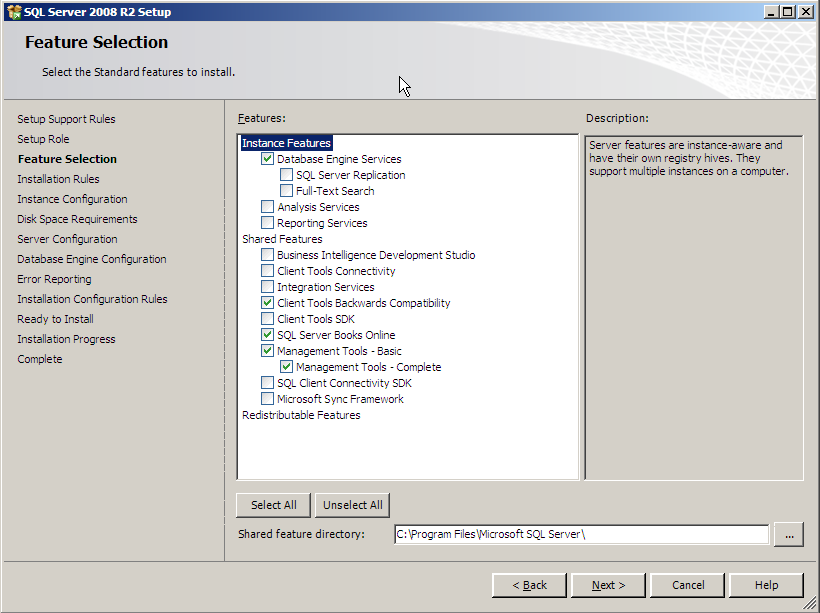 SQL Server 2008 R2 Setup
Feature Selection
Select the Standard features to install.
Setup Support Rules
Setup Role
Feature Selection
Installation Rules
Instance Configuration
Disk Space Requirements
Server Configuration
Database Engine Configuration
Error Reporting
Installation Configuration Rules
Ready to Install
Installation Progress
Complete
Features:
Instance Features
Database Engine Services
SQL Server Replication
Full-Text Search
Analysis Services
Reporting Services
Shared Features
Business Intelligence Development Studio
Client Tools Connectivity
Integration Services
Client Tools Backwards Compatibility
Client Tools SDK
SQL Server Books Online
Management Tools - Basic
Management Tools - Complete
SQL Client Connectivity SDK
Microsoft Sync Framework
Redistributable Features
Description:
Server features are instance-aware and
have their own registry hives. They
support multiple instances on a computer.
Select All
Unselect All
Shared feature directory:
C:\Program Files\Microsoft SQL Server\
...
< Back
Next >
Cancel
Help